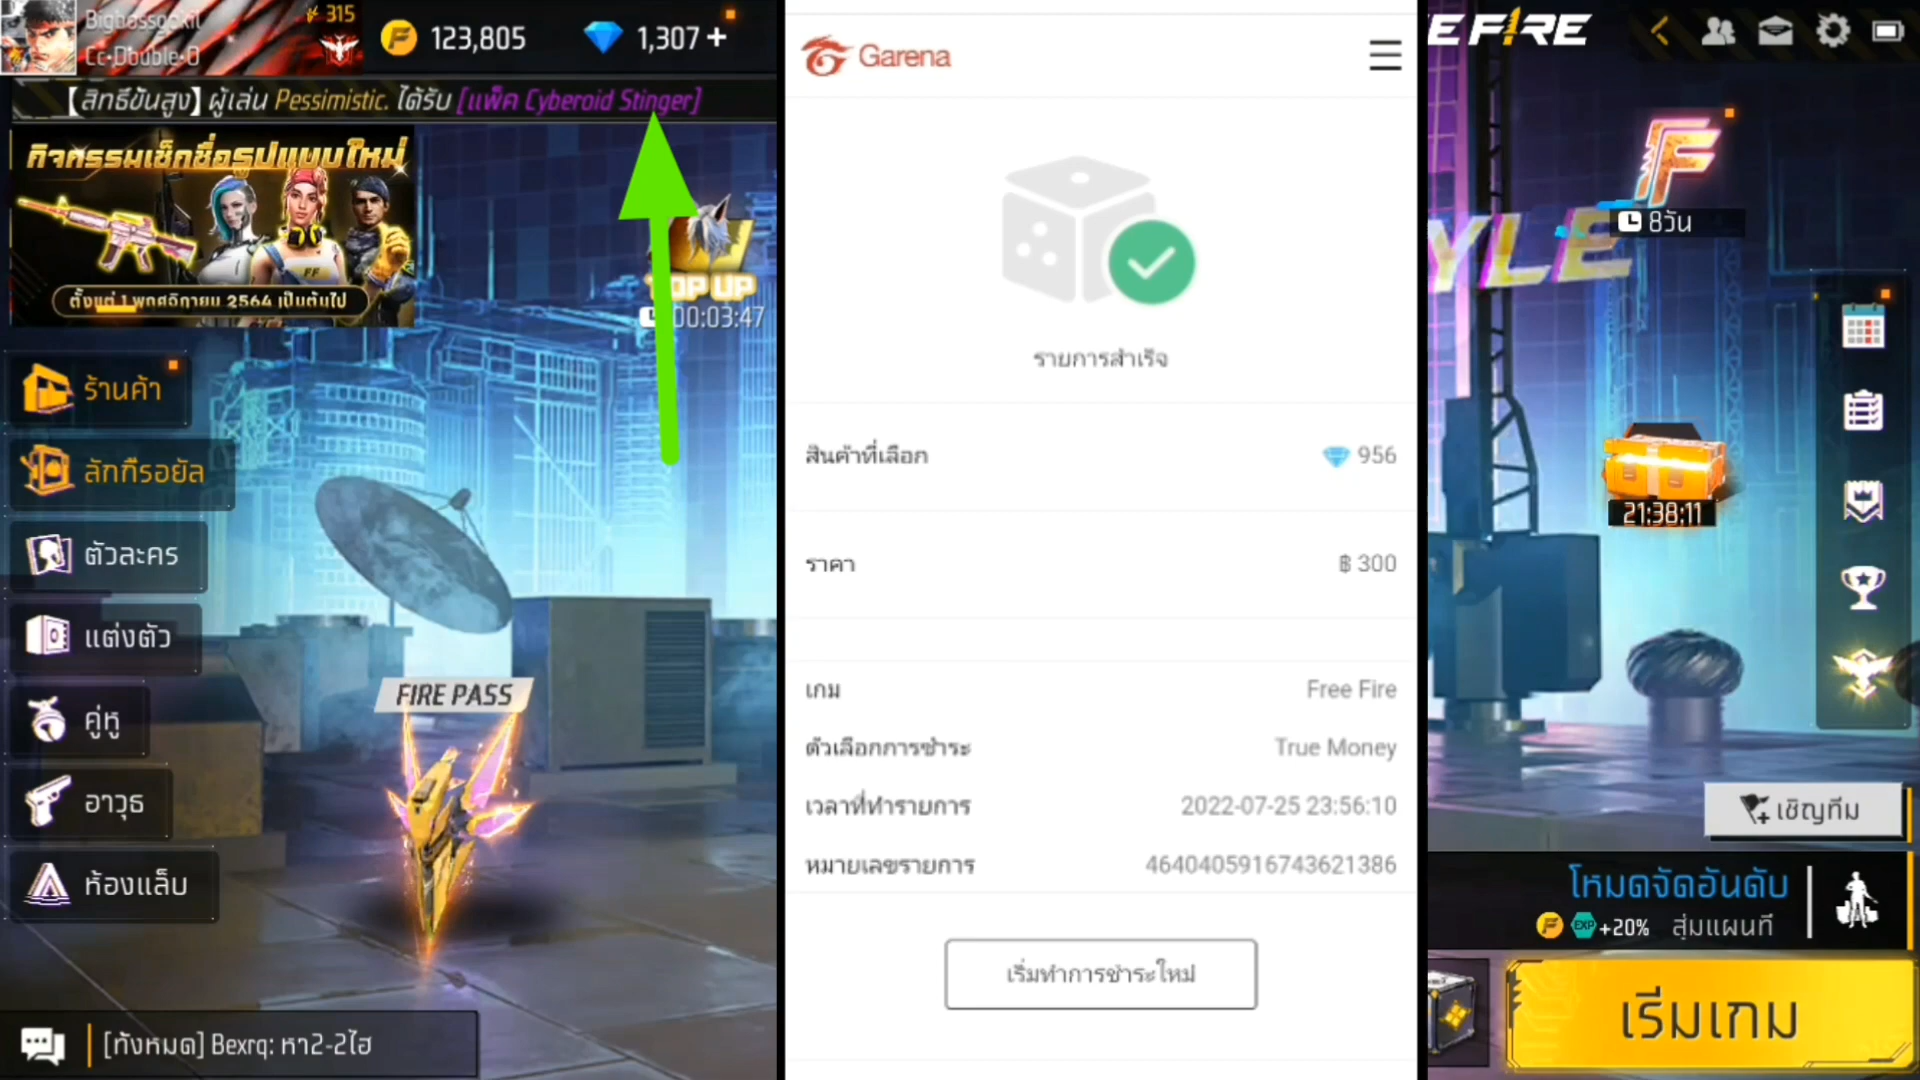 Bigbossgokil
315
Cc•Double•O
123,805
1,307 +
【สิทธิ์ขั้นสูง】ผู้เล่น Pessimistic. ได้รับ [แพ็ค Cyberoid Stinger]
กิจกรรมเช็กชื่อรูปแบบใหม่
FF
ตั้งแต่ 1 พฤศจิกายน 2564 เป็นต้นไป
TOP UP
00:03:47
ร้านค้า
ลักกี้รอยัล
ตัวละคร
แต่งตัว
คู่หู
อาวุธ
ห้องแล็บ
FIRE PASS
[ทั้งหมด] Bexrq: หา2-2ไฮ
Garena
รายการสำเร็จ
สินค้าที่เลือก 956
ราคา ฿ 300
เกม Free Fire
ตัวเลือกการชำระ True Money
เวลาที่ทำรายการ 2022-07-25 23:56:10
หมายเลขรายการ 4640405916743621386
เริ่มทำการชำระใหม่
E FIRE
8วัน
YLE
21:38:11
เชิญทีม
โหมดจัดอันดับ
EXP +20% สุ่มแผนที่
เริ่มเกม